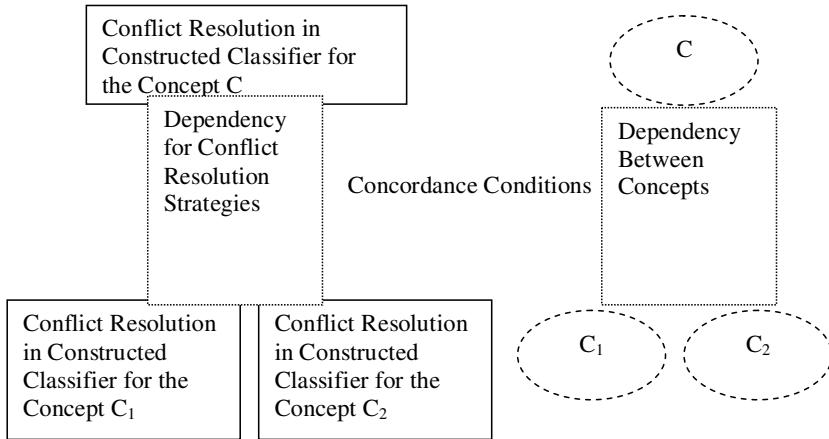 Conflict Resolution in
Constructed Classifier for
the Concept C
C
Dependency
for Conflict
Resolution
Strategies
Concordance Conditions
Dependency
Between
Concepts
Conflict Resolution
in Constructed
Classifier for the
Concept C₁
Conflict Resolution
in Constructed
Classifier for the
Concept C₂
C₁
C₂